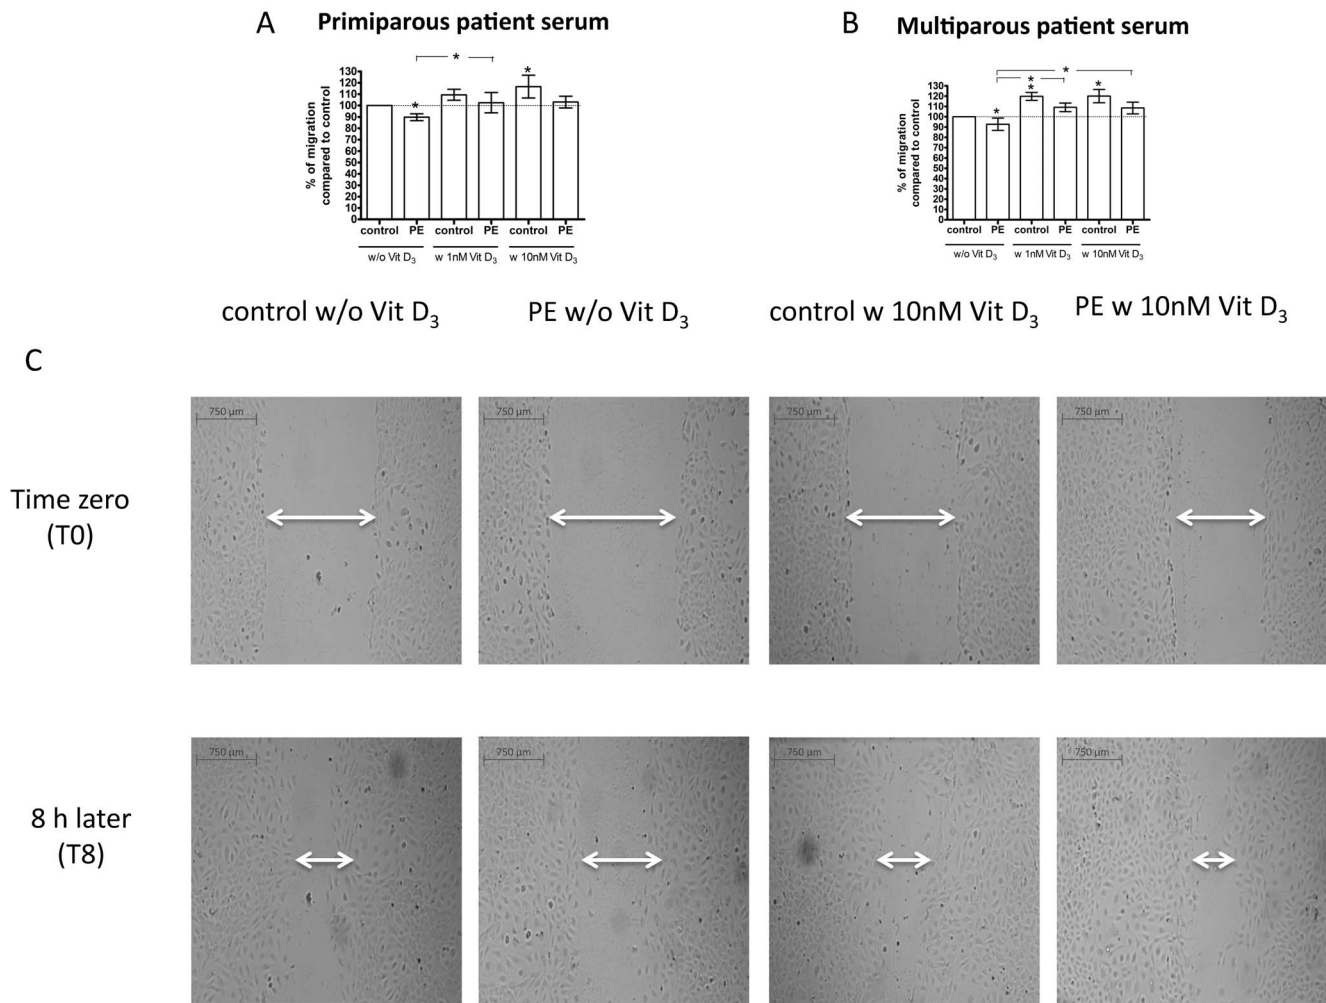 A Primiparous patient serum
*
*
*
% of migration
compared to control
130
120
110
100
90
80
70
60
50
40
30
20
10
0
control PE control PE control PE
w/o Vit D₃ w 1nM Vit D₃ w 10nM Vit D₃
B Multiparous patient serum
*
*
*
*
*
% of migration
compared to control
130
120
110
100
90
80
70
60
50
40
30
20
10
0
control PE control PE control PE
w/o Vit D₃ w 1nM Vit D₃ w 10nM Vit D₃
control w/o Vit D₃ PE w/o Vit D₃ control w 10nM Vit D₃ PE w 10nM Vit D₃
C
750 µm 750 µm 750 µm 750 µm
Time zero
(T0)
750 µm 750 µm 750 µm 750 µm
8 h later
(T8)